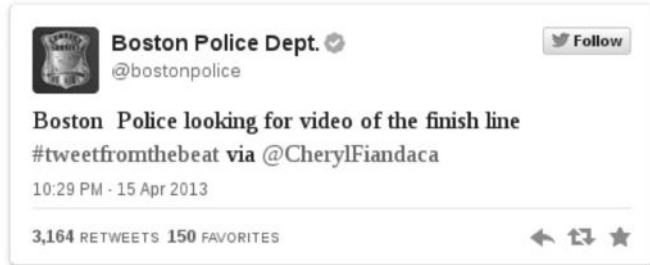 Boston Police Dept.
Follow
@bostonpolice
Boston Police looking for video of the finish line
#tweetfromthebeat via @CherylFiandaca
10:29 PM - 15 Apr 2013
3,164 RETWEETS 150 FAVORITES